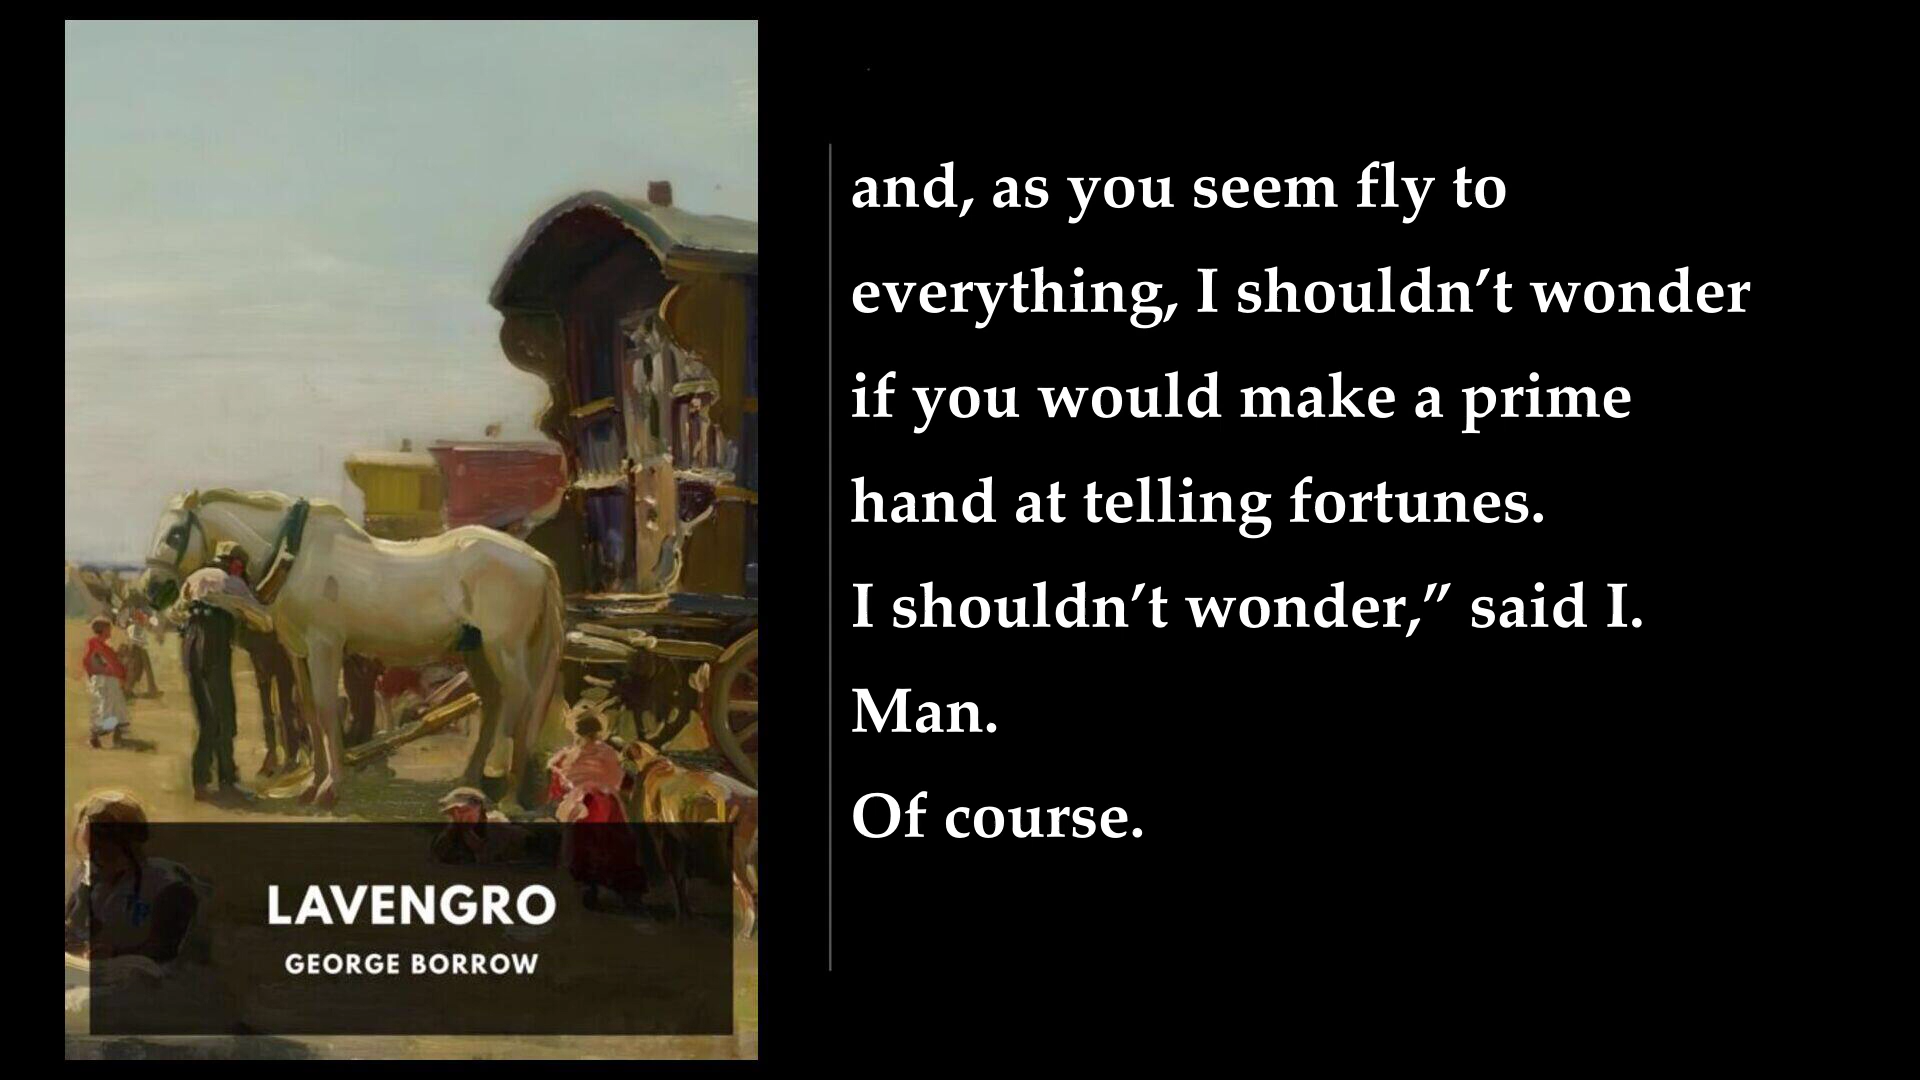 LAVENGRO
GEORGE BORROW
and, as you seem fly to
everything, I shouldn’t wonder
if you would make a prime
hand at telling fortunes.
I shouldn’t wonder,” said I.
Man.
Of course.